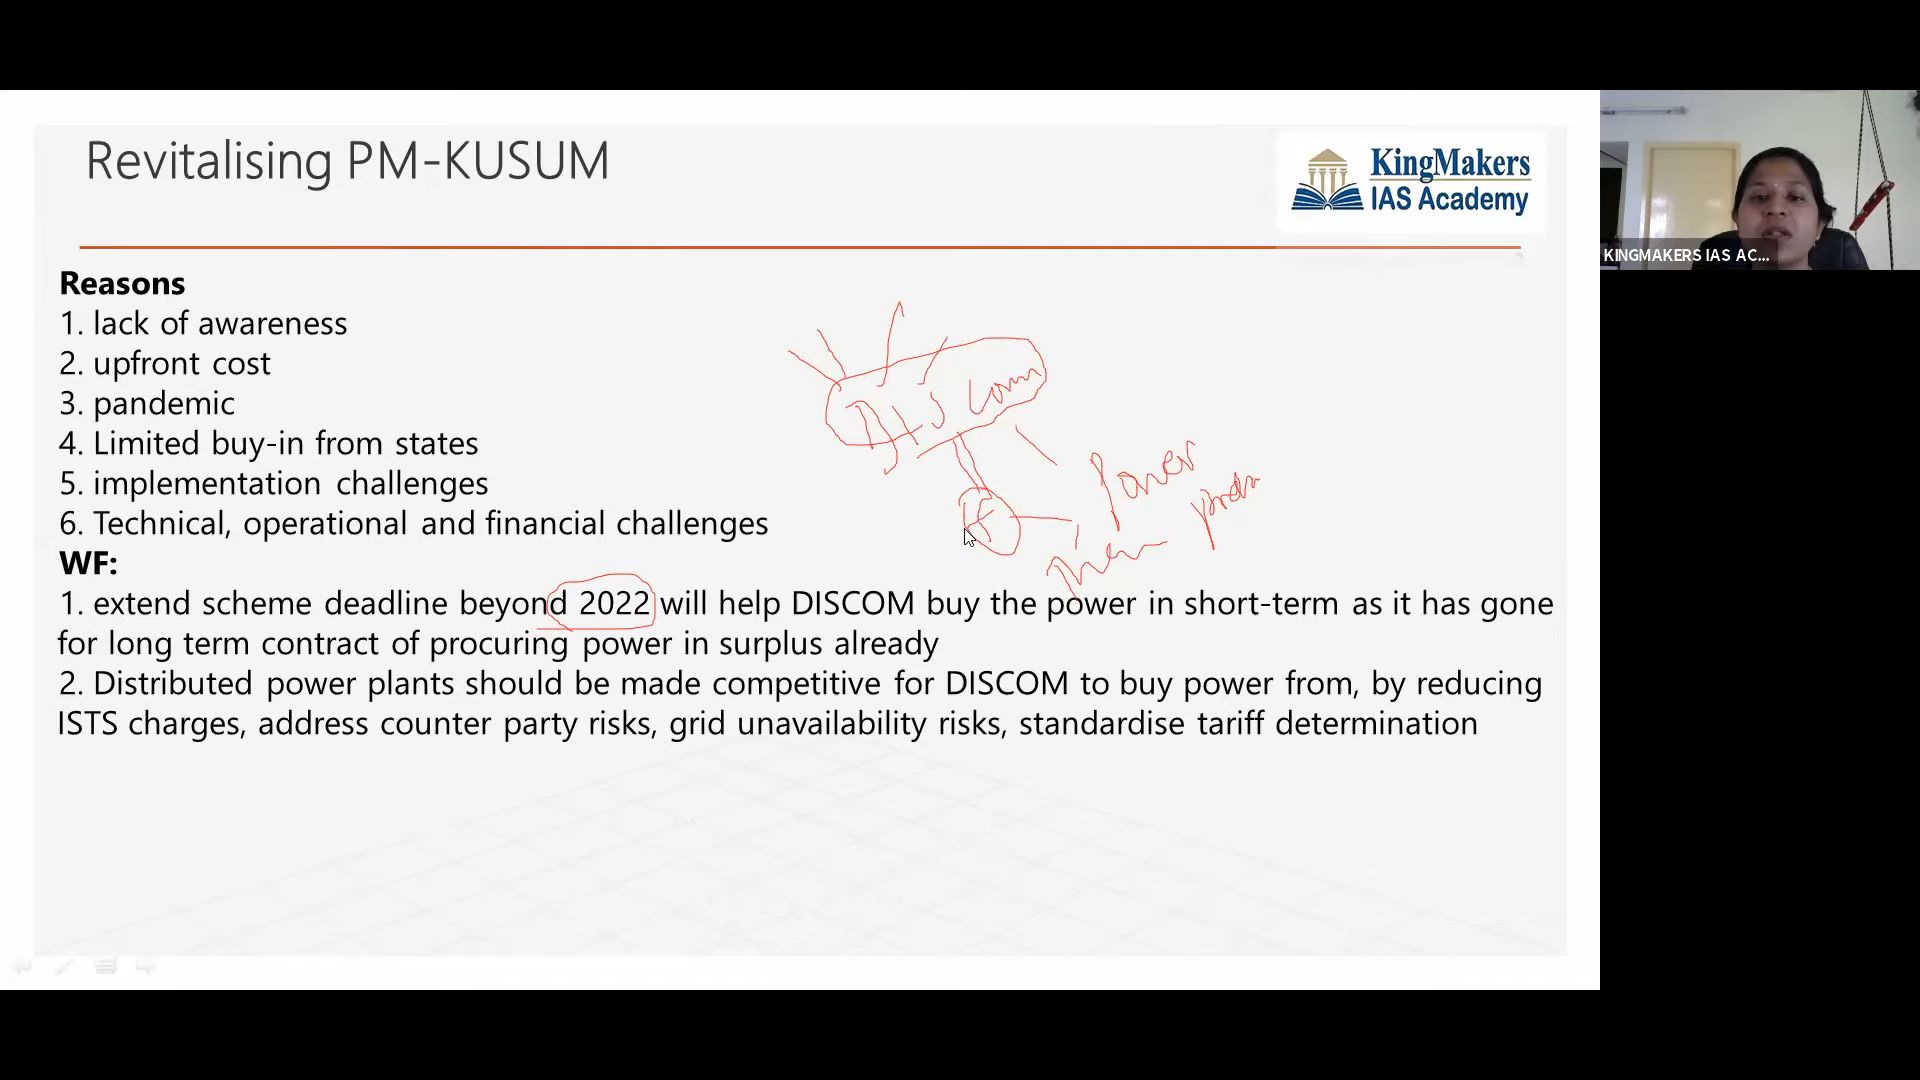 Revitalising PM-KUSUM
KingMakers
IAS Academy
KINGMAKERS IAS AC...
Reasons
1. lack of awareness
2. upfront cost
3. pandemic
4. Limited buy-in from states
5. implementation challenges
6. Technical, operational and financial challenges
DISCom
Power
WF:
1. extend scheme deadline beyond 2022 will help DISCOM buy the power in short-term as it has gone
for long term contract of procuring power in surplus already
2. Distributed power plants should be made competitive for DISCOM to buy power from, by reducing
ISTS charges, address counter party risks, grid unavailability risks, standardise tariff determination